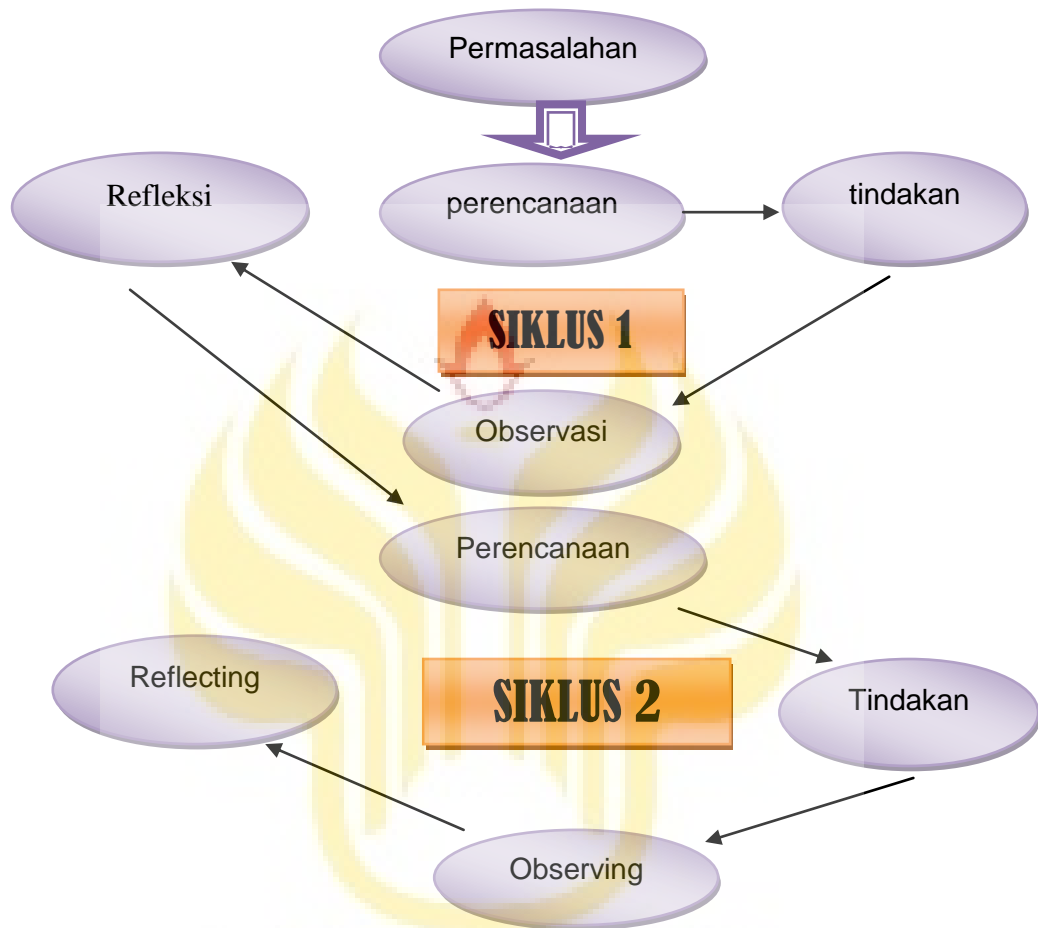 Permasalahan
Refleksi
perencanaan
tindakan
SIKLUS 1
Observasi
Perencanaan
Reflecting
SIKLUS 2
Tindakan
Observing